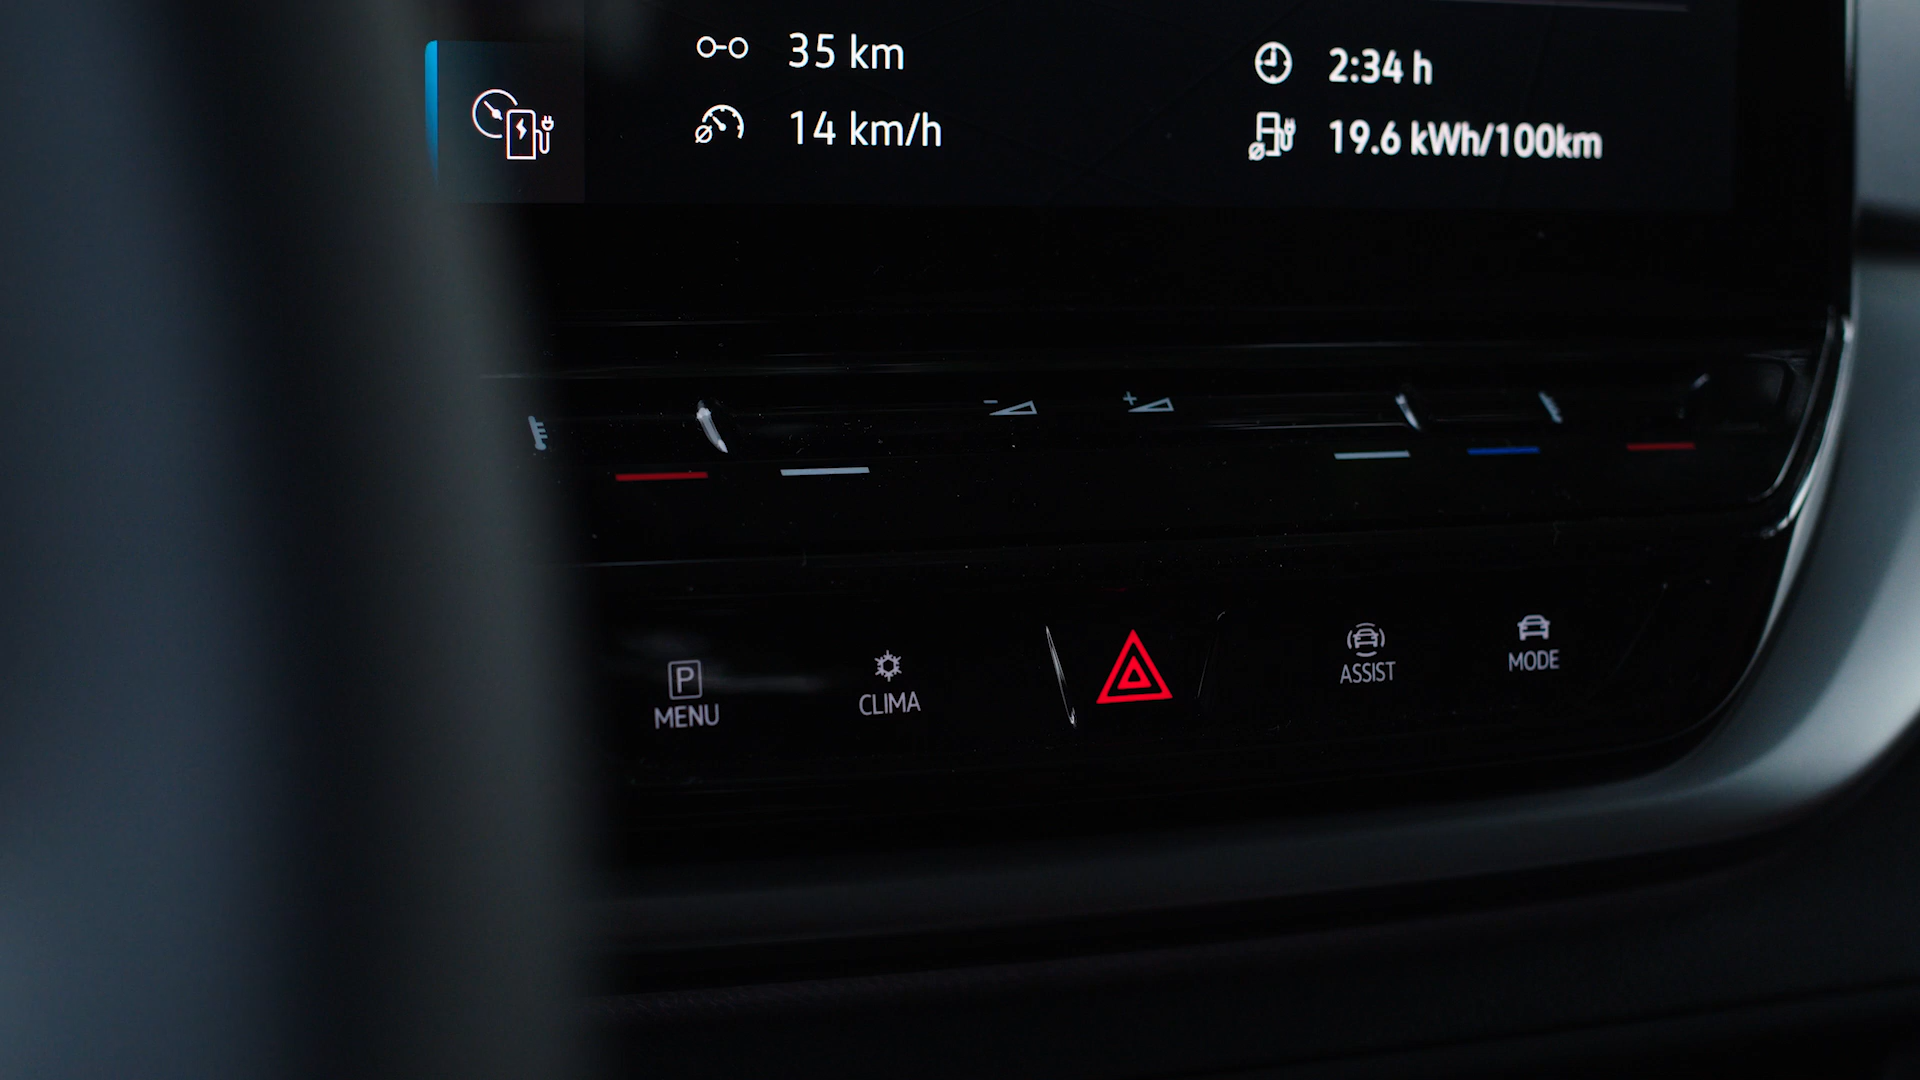 35 km
2:34 h
14 km/h
19.6 kWh/100km
P
MENU
CLIMA
ASSIST
MODE